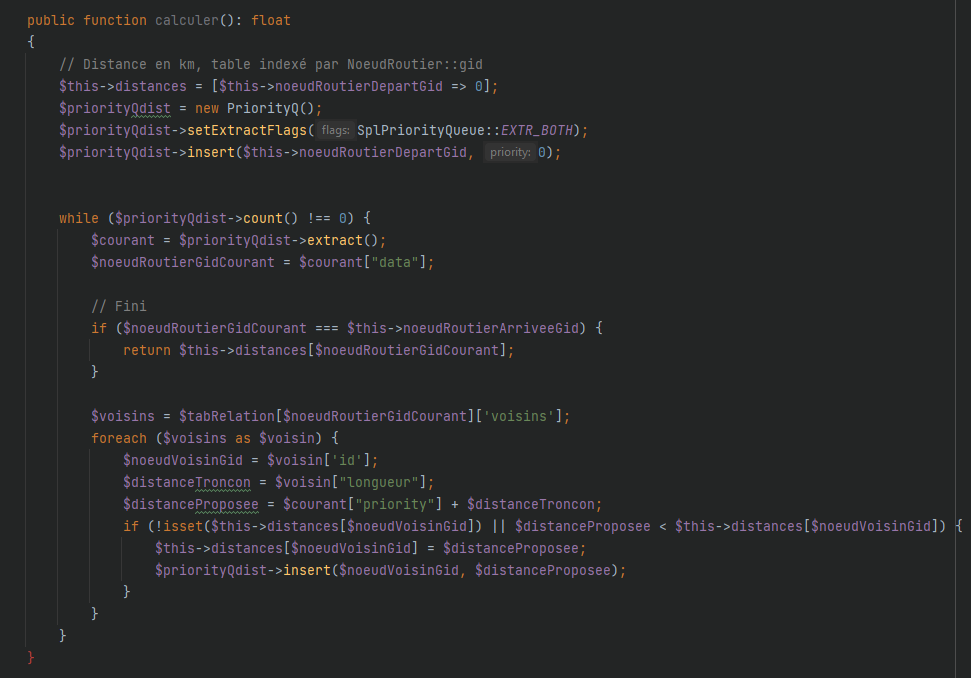 public function calculer(): float
{
    // Distance en km, table indexé par NoeudRoutier::gid
    $this->distances = [$this->noeudRoutierDepartGid => 0];
    $priorityQdist = new PriorityQ();
    $priorityQdist->setExtractFlags( flags: SplPriorityQueue::EXTR_BOTH);
    $priorityQdist->insert($this->noeudRoutierDepartGid, priority: 0);
    while ($priorityQdist->count() !== 0) {
        $courant = $priorityQdist->extract();
        $noeudRoutierGidCourant = $courant["data"];
        // Fini
        if ($noeudRoutierGidCourant === $this->noeudRoutierArriveeGid) {
            return $this->distances[$noeudRoutierGidCourant];
        }
        $voisins = $tabRelation[$noeudRoutierGidCourant]['voisins'];
        foreach ($voisins as $voisin) {
            $noeudVoisinGid = $voisin['id'];
            $distanceTroncon = $voisin["longueur"];
            $distanceProposee = $courant["priority"] + $distanceTroncon;
            if (!isset($this->distances[$noeudVoisinGid]) || $distanceProposee < $this->distances[$noeudVoisinGid]) {
                $this->distances[$noeudVoisinGid] = $distanceProposee;
                $priorityQdist->insert($noeudVoisinGid, $distanceProposee);
            }
        }
    }
}